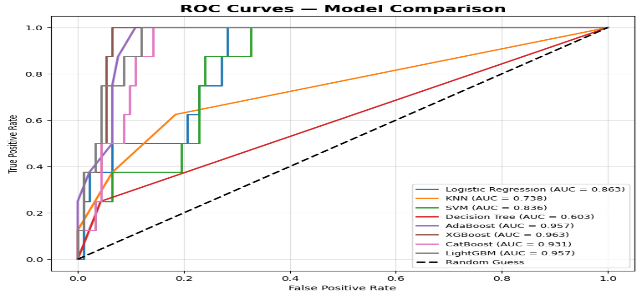 ROC Curves — Model Comparison
1.0
0.8
0.6
0.4
0.2
0.0
True Positive Rate
Logistic Regression (AUC = 0.863)
KNN (AUC = 0.738)
SVM (AUC = 0.836)
Decision Tree (AUC = 0.603)
AdaBoost (AUC = 0.957)
XGBoost (AUC = 0.963)
CatBoost (AUC = 0.931)
LightGBM (AUC = 0.957)
Random Guess
0.0 0.2 0.4 0.6 0.8 1.0
False Positive Rate